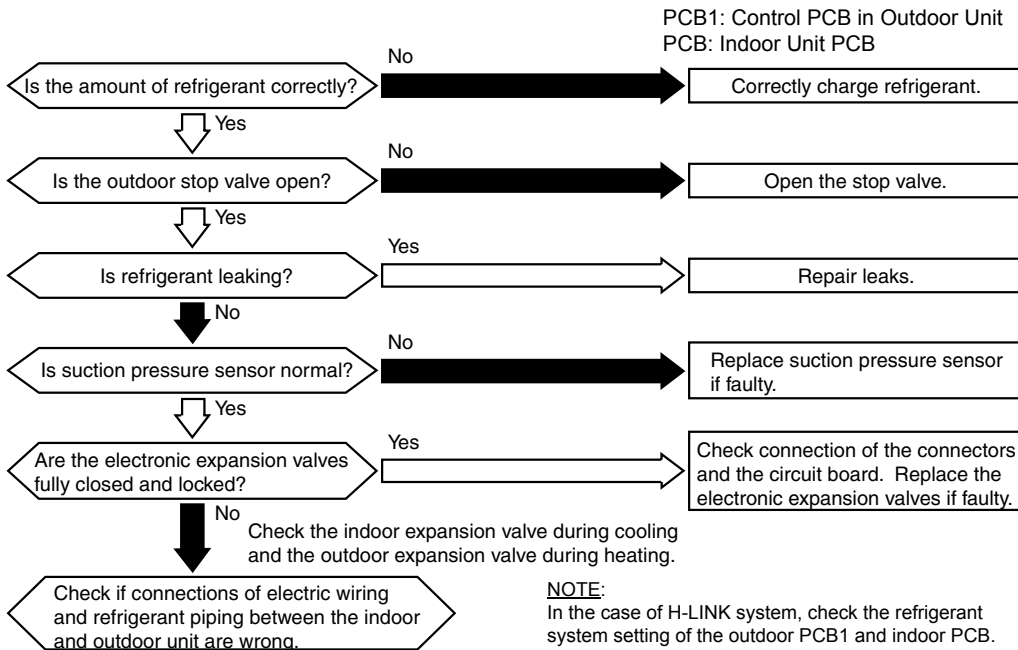 PCB1: Control PCB in Outdoor Unit
PCB: Indoor Unit PCB
Is the amount of refrigerant correctly?
No
Correctly charge refrigerant.
Yes
Is the outdoor stop valve open?
No
Open the stop valve.
Yes
Is refrigerant leaking?
Yes
Repair leaks.
No
Is suction pressure sensor normal?
No
Replace suction pressure sensor
if faulty.
Yes
Are the electronic expansion valves
fully closed and locked?
Yes
Check connection of the connectors
and the circuit board. Replace the
electronic expansion valves if faulty.
No
Check the indoor expansion valve during cooling
and the outdoor expansion valve during heating.
Check if connections of electric wiring
and refrigerant piping between the indoor
and outdoor unit are wrong.
NOTE:
In the case of H-LINK system, check the refrigerant
system setting of the outdoor PCB1 and indoor PCB.